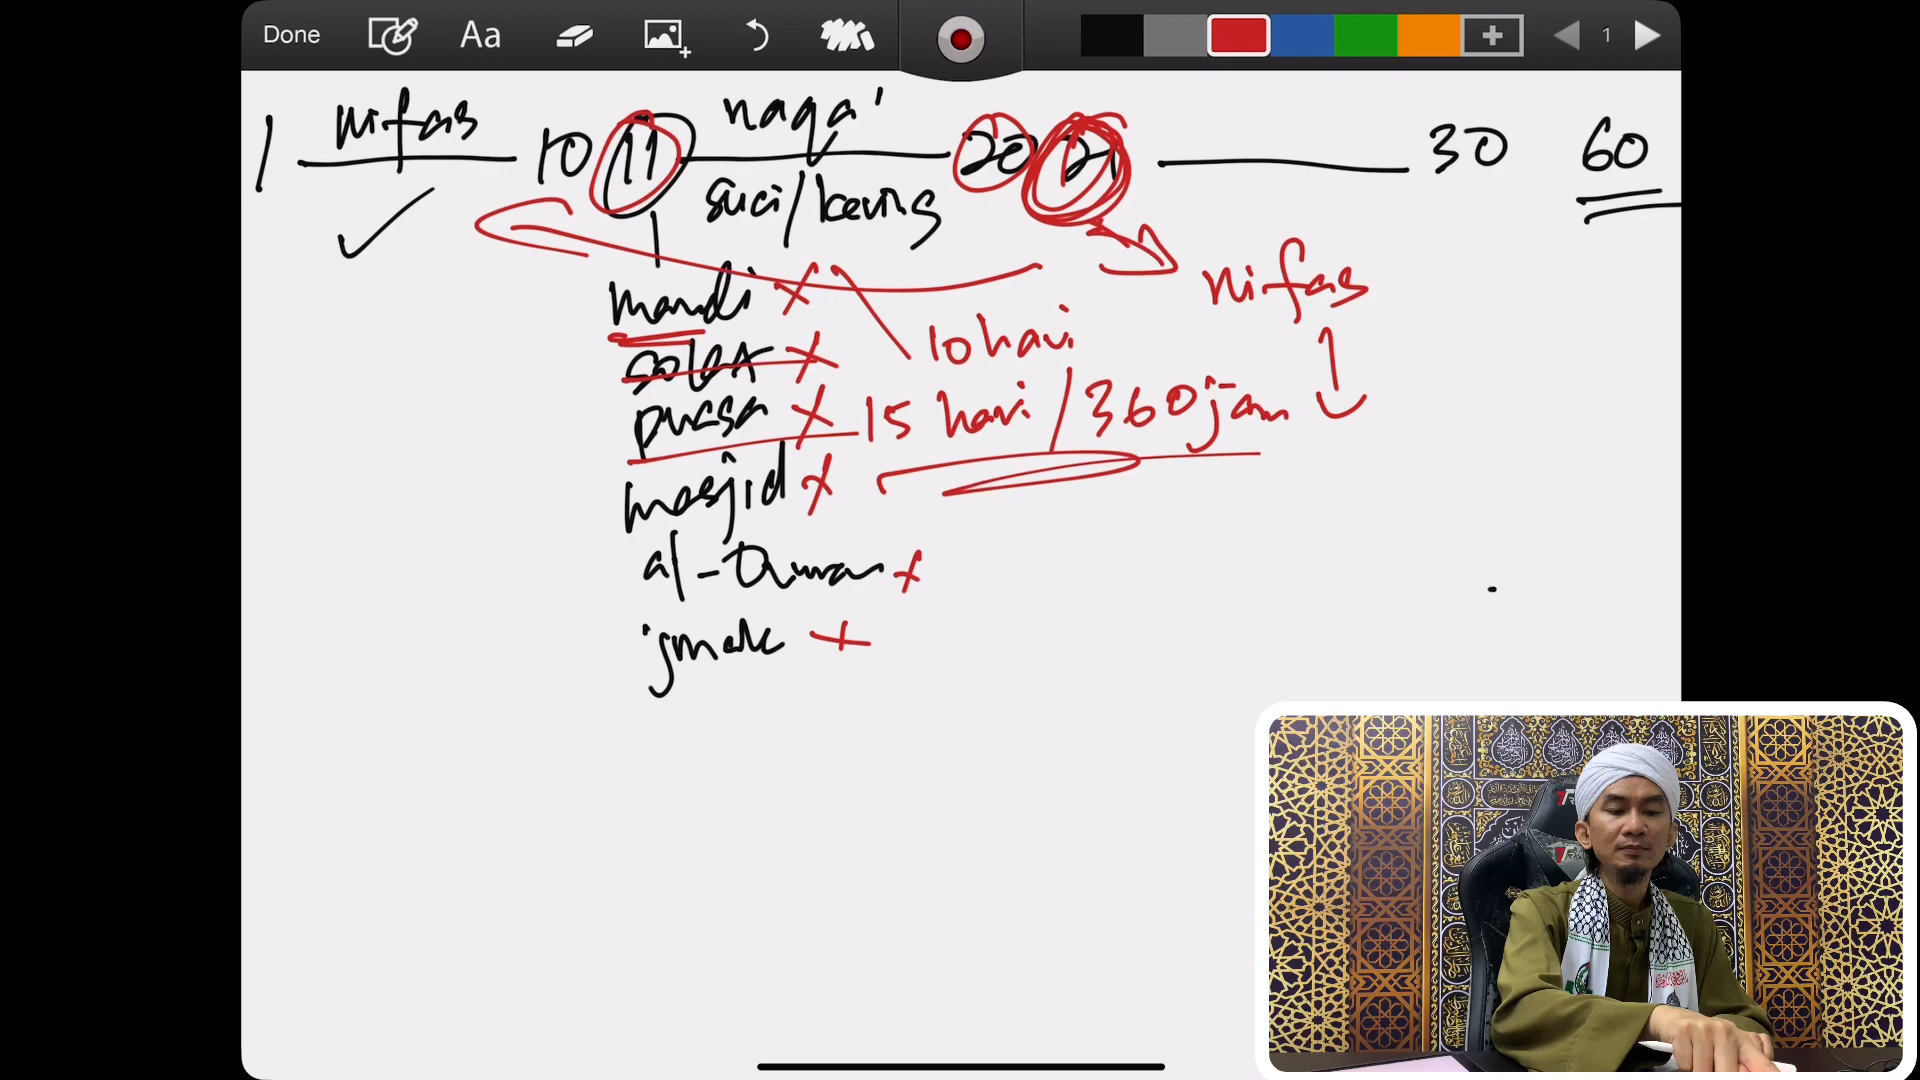 Done Aa 1
1 nifas 10 11 naqa' 20 21 30 60
suci/kering
mandi x nifas
solat x 10 hari
puasa x 15 hari / 360 jam
masjid x
al-Quran x
jmak x